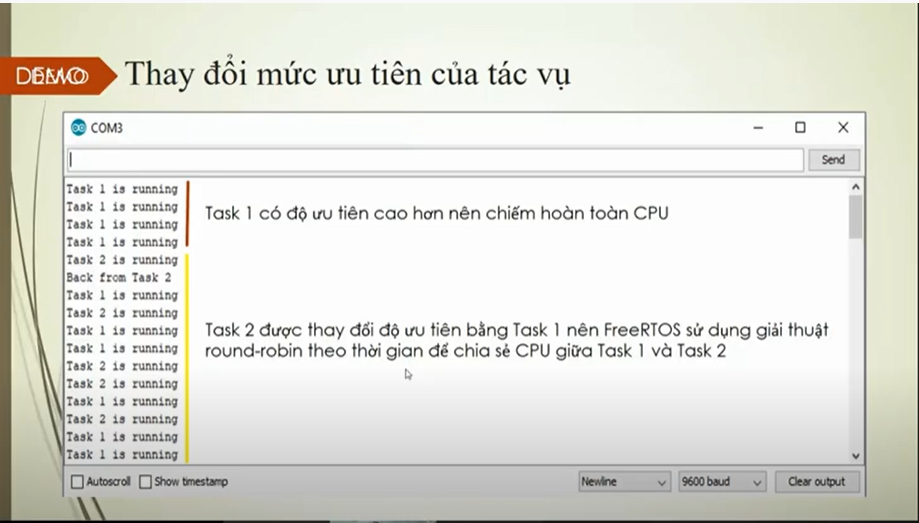 DEMO
Thay đổi mức ưu tiên của tác vụ
COM3
Send
Task 1 is running
Task 1 is running
Task 1 is running
Task 1 is running
Task 1 có độ ưu tiên cao hơn nên chiếm hoàn toàn CPU
Task 2 is running
Back from Task 2
Task 1 is running
Task 2 is running
Task 1 is running
Task 1 is running
Task 2 is running
Task 2 is running
Task 1 is running
Task 2 is running
Task 1 is running
Task 1 is running
Task 2 được thay đổi độ ưu tiên bằng Task 1 nên FreeRTOS sử dụng giải thuật
round-robin theo thời gian để chia sẻ CPU giữa Task 1 và Task 2
Autoscroll
Show timestamp
Newline
9600 baud
Clear output